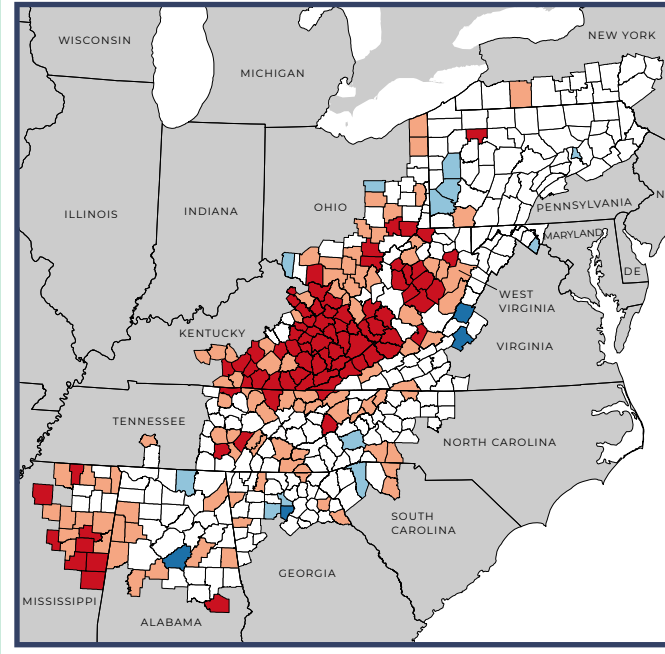 WISCONSIN
NEW YORK
MICHIGAN
ILLINOIS
INDIANA
OHIO
PENNSYLVANIA
N
MARYLAND
DE
WEST
VIRGINIA
KENTUCKY
VIRGINIA
TENNESSEE
NORTH CAROLINA
SOUTH
CAROLINA
GEORGIA
MISSISSIPPI
ALABAMA